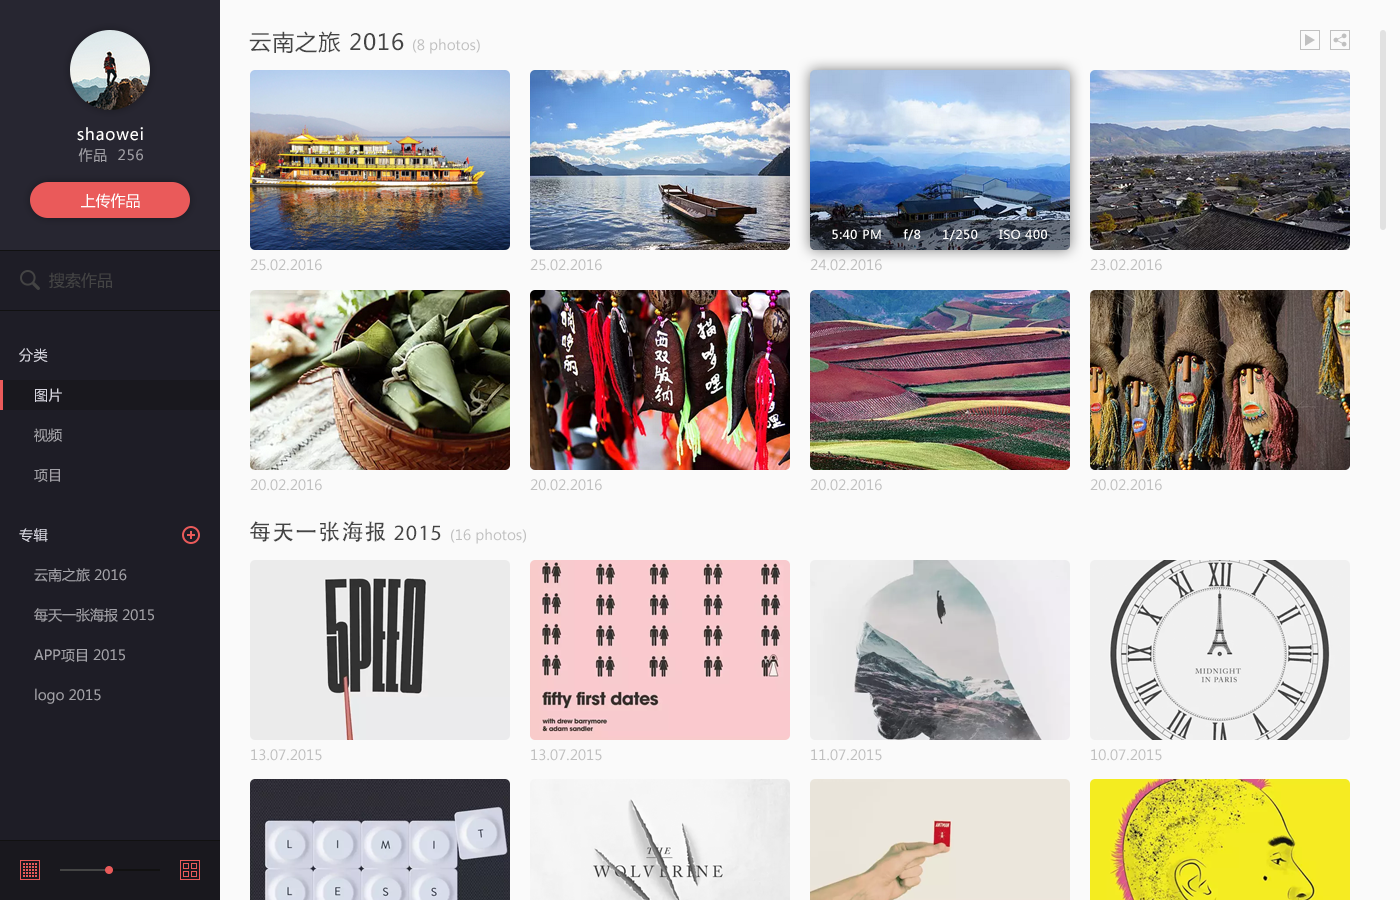 shaowei
作品 256
上传作品
搜索作品
分类
图片
视频
项目
专辑
云南之旅 2016
每天一张海报 2015
APP项目 2015
logo 2015
云南之旅 2016 (8 photos)
5:40 PM f/8 1/250 ISO 400
25.02.2016
25.02.2016
24.02.2016
23.02.2016
西双版纳
猫哆哩
20.02.2016
20.02.2016
20.02.2016
20.02.2016
每天一张海报 2015 (16 photos)
SPEED
fifty first dates
with drew barrymore
& adam sandler
XII
MIDNIGHT
IN PARIS
13.07.2015
13.07.2015
11.07.2015
10.07.2015
L I M I T
L E S S
THE
WOLVERINE